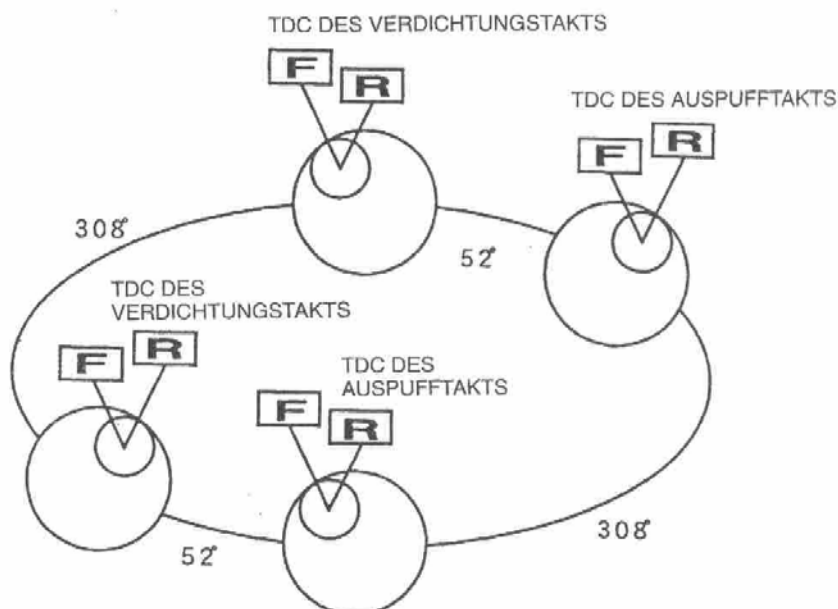 TDC DES VERDICHTUNGSTAKTS
F R
TDC DES AUSPUFFTAKTS
F R
308°
52°
TDC DES
VERDICHTUNGSTAKTS
F R
TDC DES
AUSPUFFTAKTS
F R
52°
308°